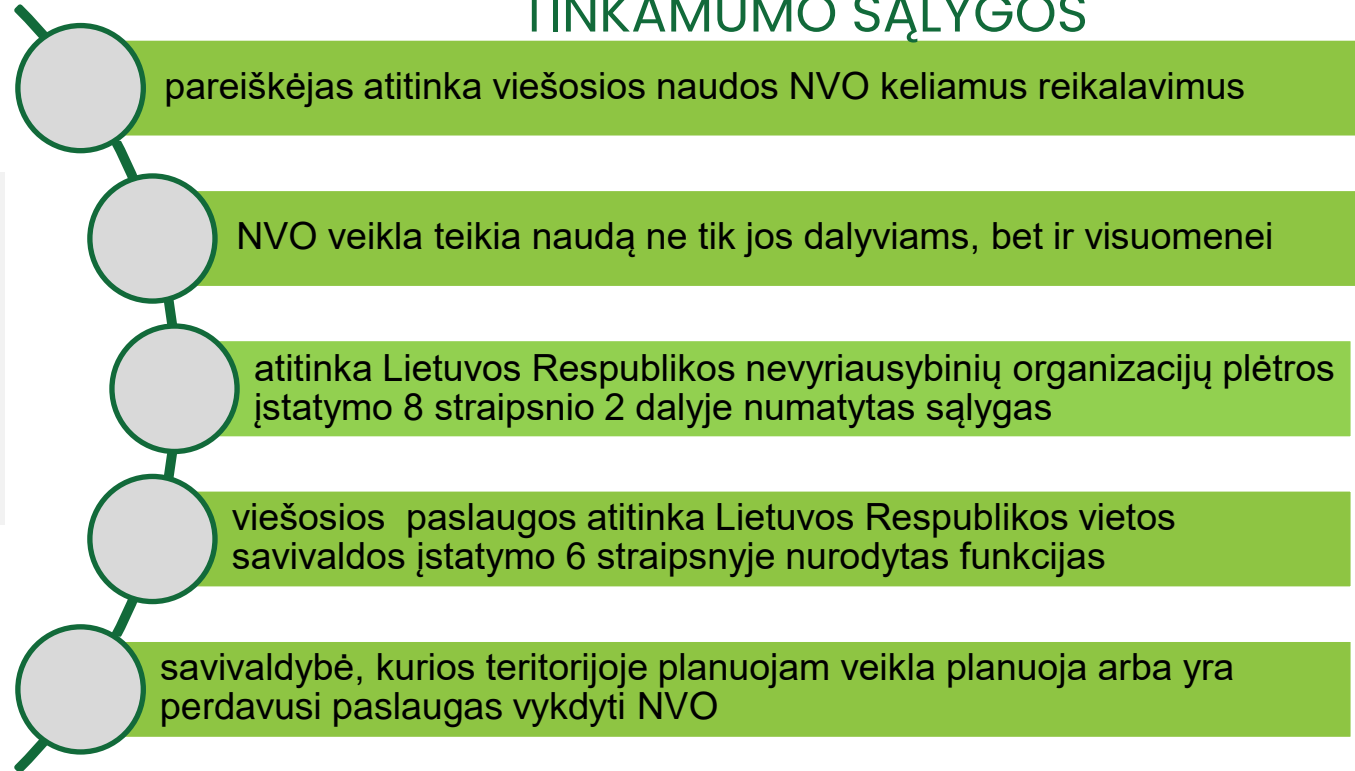 TINKAMUMO SĄLYGOS
pareiškėjas atitinka viešosios naudos NVO keliamus reikalavimus
NVO veikla teikia naudą ne tik jos dalyviams, bet ir visuomenei
atitinka Lietuvos Respublikos nevyriausybinių organizacijų plėtros
įstatymo 8 straipsnio 2 dalyje numatytas sąlygas
viešosios  paslaugos atitinka Lietuvos Respublikos vietos
savivaldos įstatymo 6 straipsnyje nurodytas funkcijas
savivaldybė, kurios teritorijoje planuojam veikla planuoja arba yra
perdavusi paslaugas vykdyti NVO